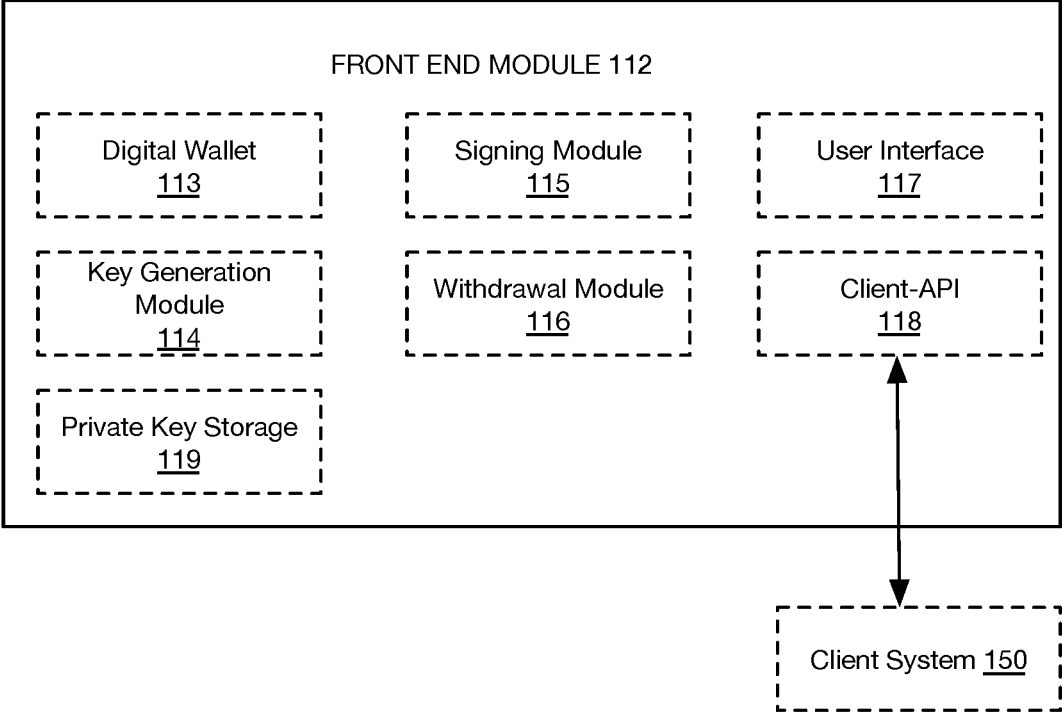 FRONT END MODULE 112
Digital Wallet
113
Signing Module
115
User Interface
117
Key Generation
Module
114
Withdrawal Module
116
Client-API
118
Private Key Storage
119
Client System 150